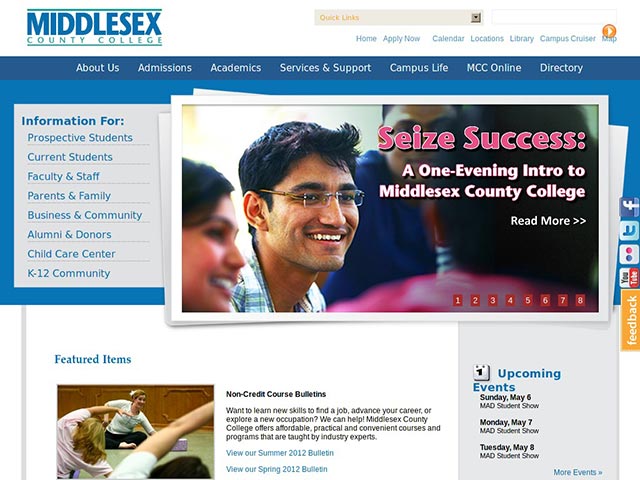 MIDDLESEX
COUNTY COLLEGE
Quick Links
Home Apply Now Calendar Locations Library Campus Cruiser Map
About Us Admissions Academics Services & Support Campus Life MCC Online Directory
Information For:
Prospective Students
Current Students
Faculty & Staff
Parents & Family
Business & Community
Alumni & Donors
Child Care Center
K-12 Community
Seize Success:
A One-Evening Intro to
Middlesex County College
Read More >>
1 2 3 4 5 6 7 8
You
Tube
feedback
Featured Items
Non-Credit Course Bulletins
Want to learn new skills to find a job, advance your career, or
explore a new occupation? We can help! Middlesex County
College offers affordable, practical and convenient courses and
programs that are taught by industry experts.
View our Summer 2012 Bulletin
View our Spring 2012 Bulletin
Upcoming
Events
Sunday, May 6
MAD Student Show
Monday, May 7
MAD Student Show
Tuesday, May 8
MAD Student Show
More Events »